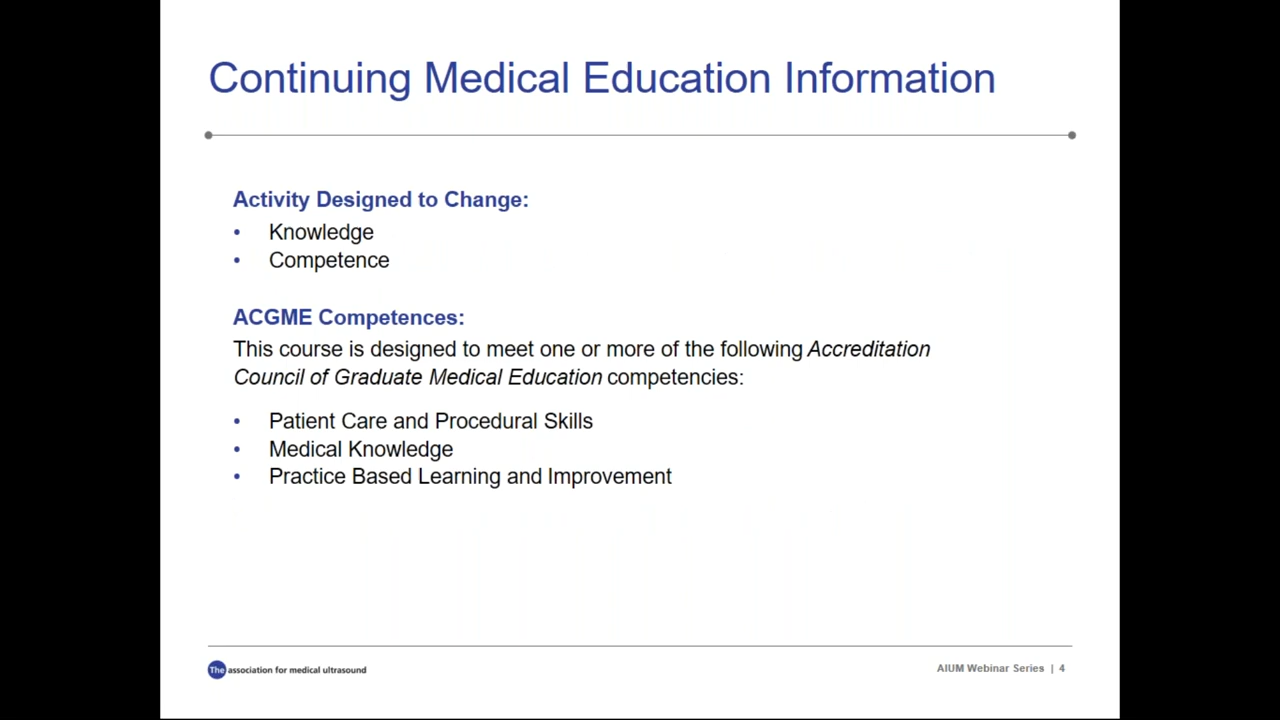 Continuing Medical Education Information
Activity Designed to Change:
• Knowledge
• Competence
ACGME Competences:
This course is designed to meet one or more of the following Accreditation
Council of Graduate Medical Education competencies:
• Patient Care and Procedural Skills
• Medical Knowledge
• Practice Based Learning and Improvement
The association for medical ultrasound
AIUM Webinar Series | 4